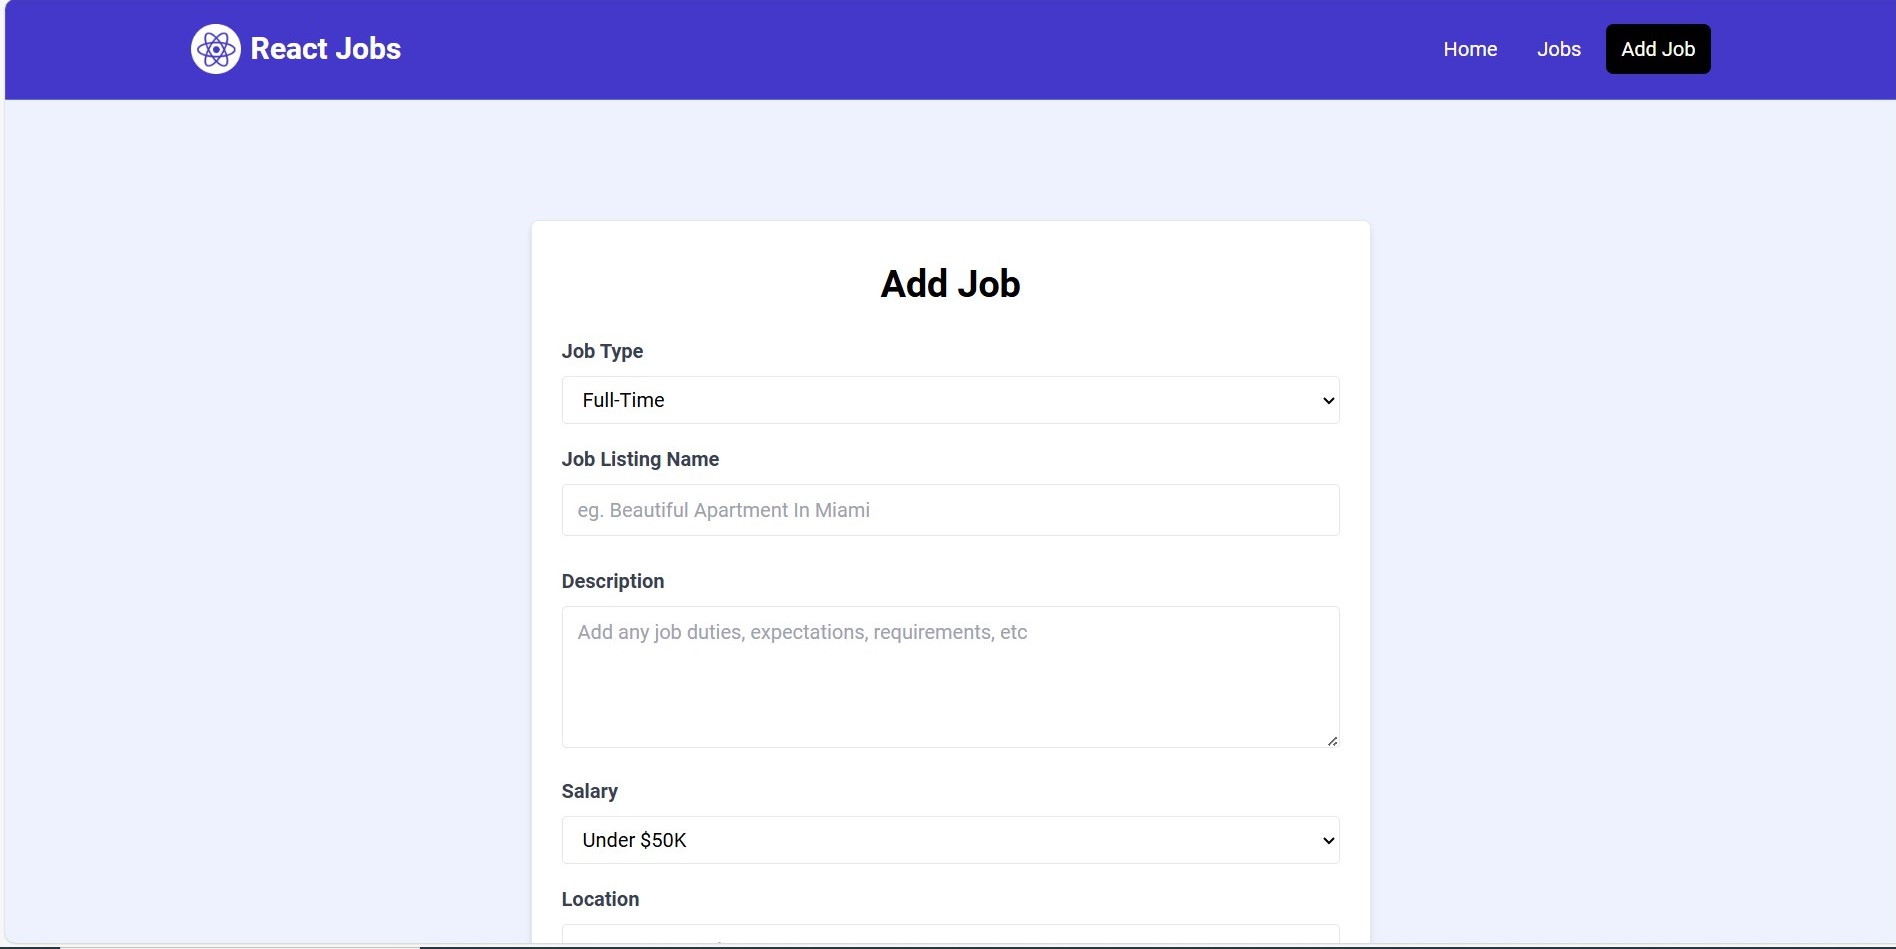 React Jobs
Home Jobs Add Job
Add Job
Job Type
Full-Time
Job Listing Name
eg. Beautiful Apartment In Miami
Description
Add any job duties, expectations, requirements, etc
Salary
Under $50K
Location